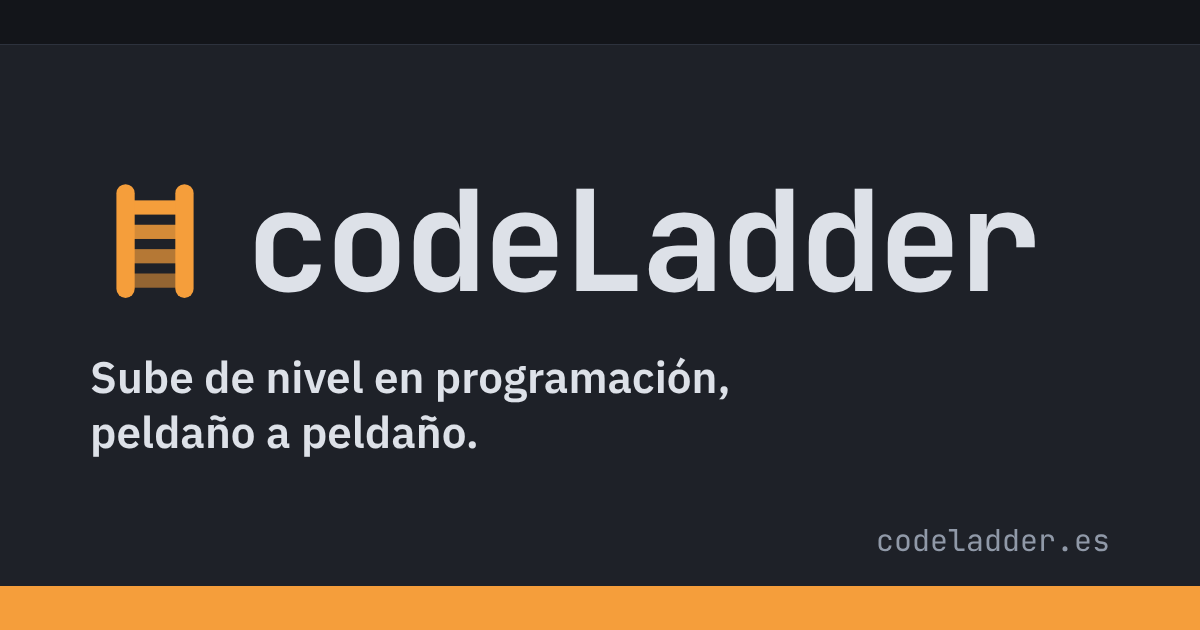 codeLadder
Sube de nivel en programación,
peldaño a peldaño.
codeladder.es